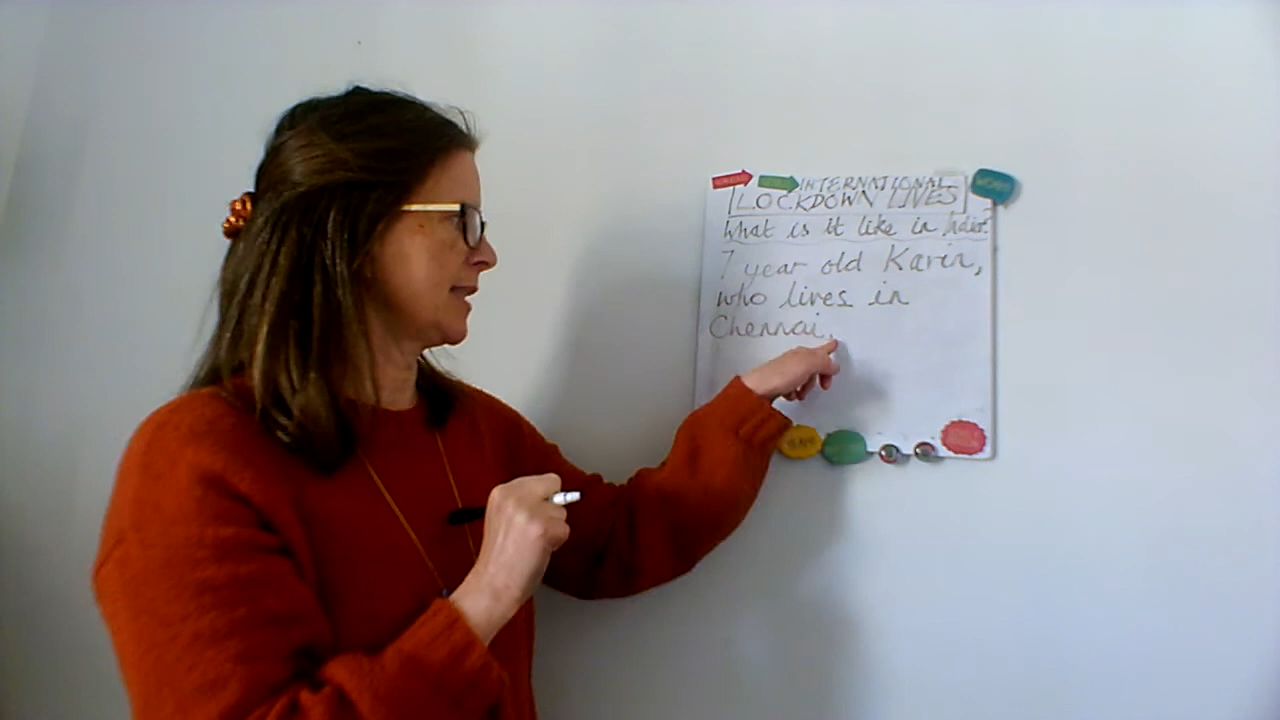 INTERNATIONAL
LOCKDOWN LIVES
What is it like in India?
7 year old Karin,
who lives in
Chennai.